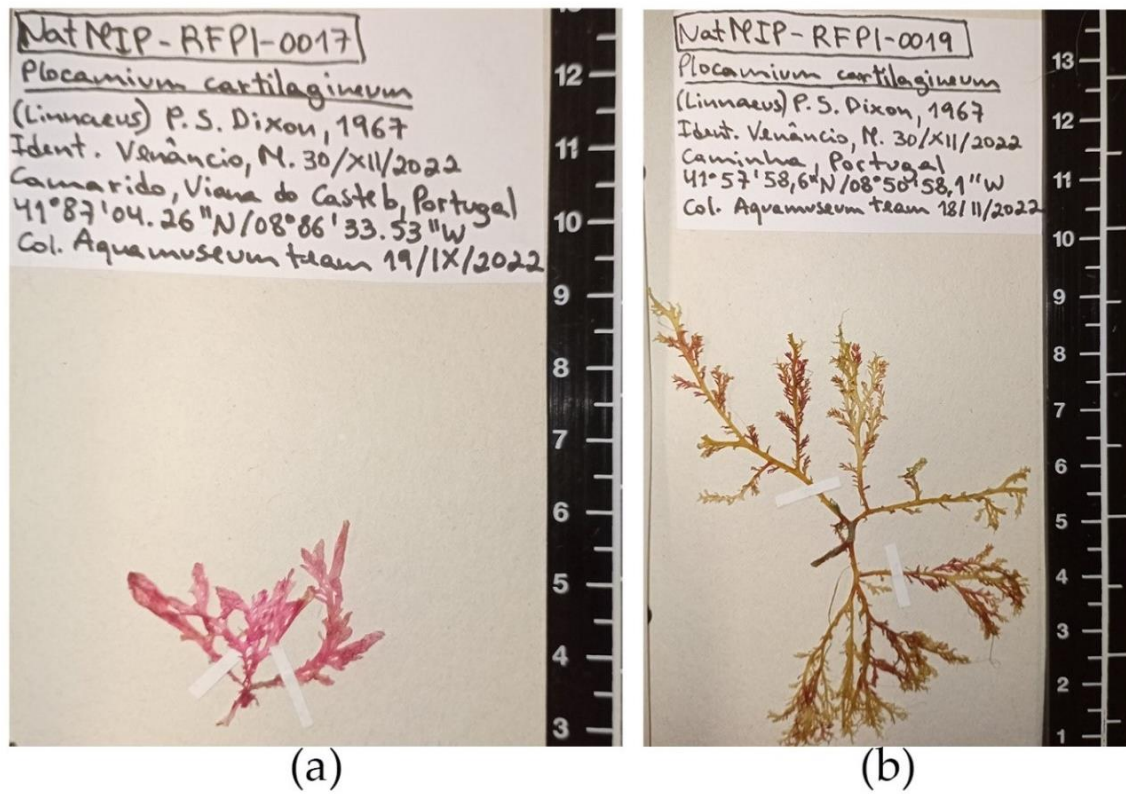 NatMIP-RFPI-0017
Plocamium cartilagineum
(Linnaeus) P. S. Dixon, 1967
Ident. Venâncio, M. 30/XII/2022
Camarido, Viana do Castelo, Portugal
41°87'04.26"N/08°86'33.53"W
Col. Aquamuseum team 19/IX/2022
12
11
10
9
8
7
6
5
4
3
(a)
NatMIP-RFPI-0019
Plocamium cartilagineum
(Linnaeus) P. S. Dixon, 1967
Ident. Venâncio, M. 30/XII/2022
Caminha, Portugal
41°57'58,6"N/08°50'58,1"W
Col. Aquamuseum team 18/II/2022
13
12
11
10
9
8
7
6
5
4
3
2
1
(b)